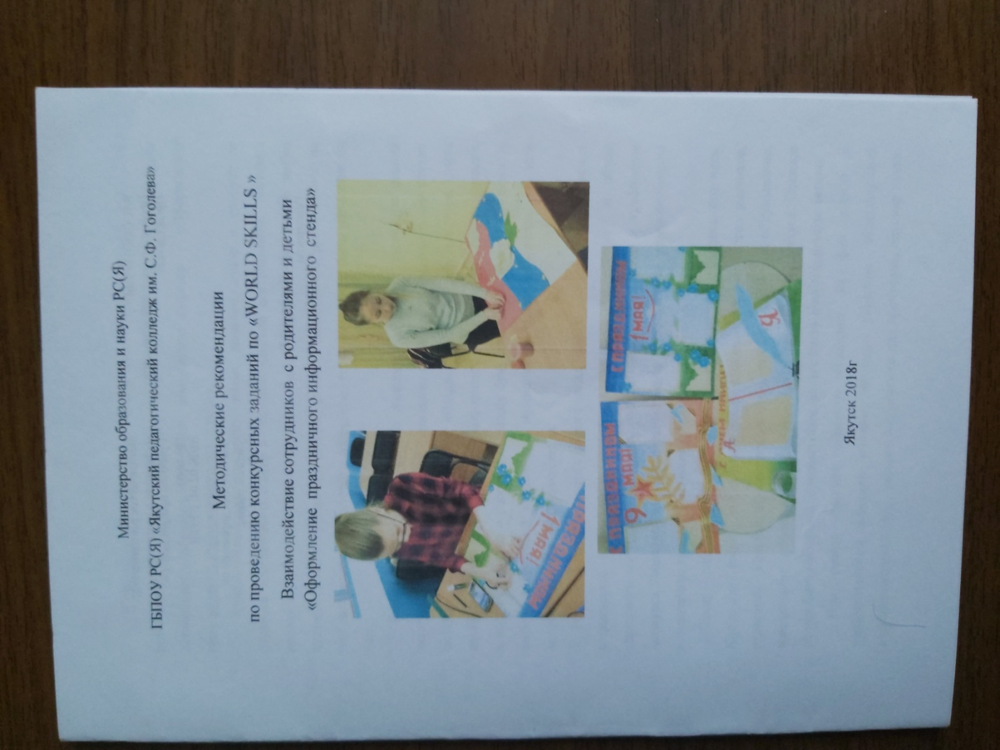 Министерство образования и науки РС(Я)
ГБПОУ РС(Я) «Якутский педагогический колледж им. С.Ф. Гоголева»
Методические рекомендации
по проведению конкурсных заданий по «WORLD SKILLS »
Взаимодействие сотрудников с родителями и детьми
«Оформление праздничного информационного стенда»
1 МАЯ!
9 МАЯ!
С ПРАЗДНИКОМ
1 МАЯ!
Я
Якутск 2018г